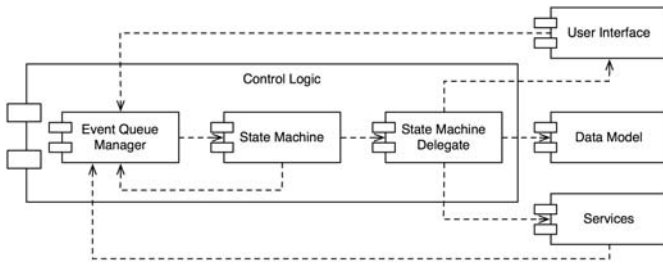 User Interface
Control Logic
Event Queue
Manager
State Machine
State Machine
Delegate
Data Model
Services